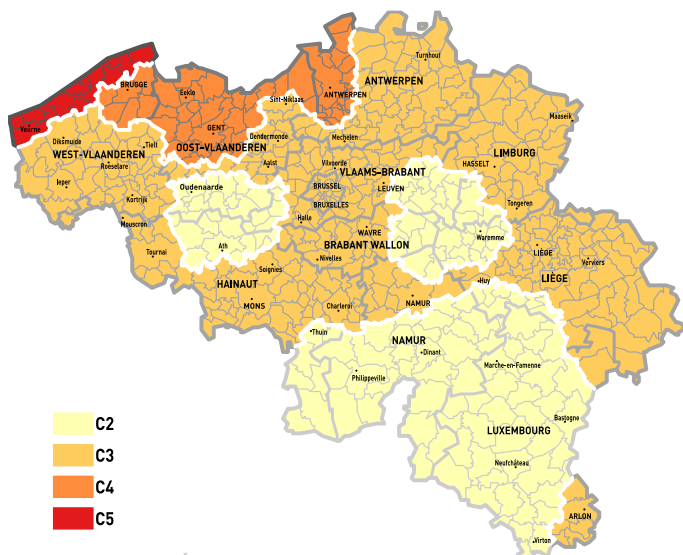 Turnhout
ANTWERPEN
BRUGGE
Eeklo
ANTWERPEN
Sint-Niklaas
Maaseik
Veurne
GENT
Diksmuide
Tielt
OOST-VLAANDEREN
Dendermonde
Mechelen
WEST-VLAANDEREN
Roeselare
Aalst
Vilvoorde
HASSELT
LIMBURG
VLAAMS-BRABANT
Ieper
Oudenaarde
BRUSSEL
LEUVEN
Kortrijk
BRUXELLES
Tongeren
Mouscron
Halle
WAVRE
Waremme
Tournai
Ath
BRABANT WALLON
LIÈGE
Nivelles
Verviers
Soignies
HAINAUT
Huy
LIÈGE
MONS
Charleroi
NAMUR
Thuin
NAMUR
Dinant
Marche-en-Famenne
Philippeville
C2
Bastogne
LUXEMBOURG
C3
Neufchâteau
C4
C5
ARLON
Virton